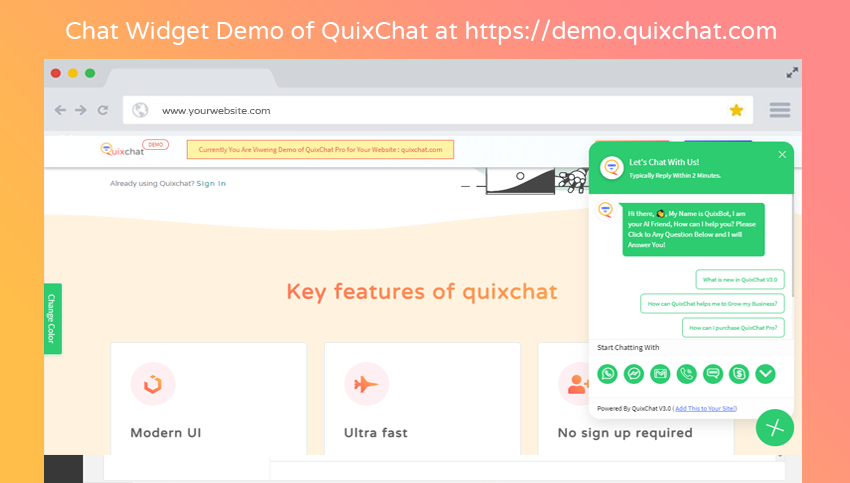 Chat Widget Demo of QuixChat at https://demo.quixchat.com
www.yourwebsite.com
Quixchat
DEMO
Currently You Are Viweing Demo of QuixChat Pro for Your Website : quixchat.com
Already using Quixchat? Sign In
Change Color
Key features of quixchat
Modern UI
Ultra fast
No sign up required
Let's Chat With Us!
Typically Reply Within 2 Minutes.
Hi there, , My Name is QuixBot, I am
your AI Friend, How can I help you? Please
Click to Any Question Below and I will
Answer You!
What is new in QuixChat V3.0
How can QuixChat helps me to Grow my Business?
How can I purchase QuixChat Pro?
Start Chatting With
Powered By QuixChat V3.0 ( Add This to Your Site!)